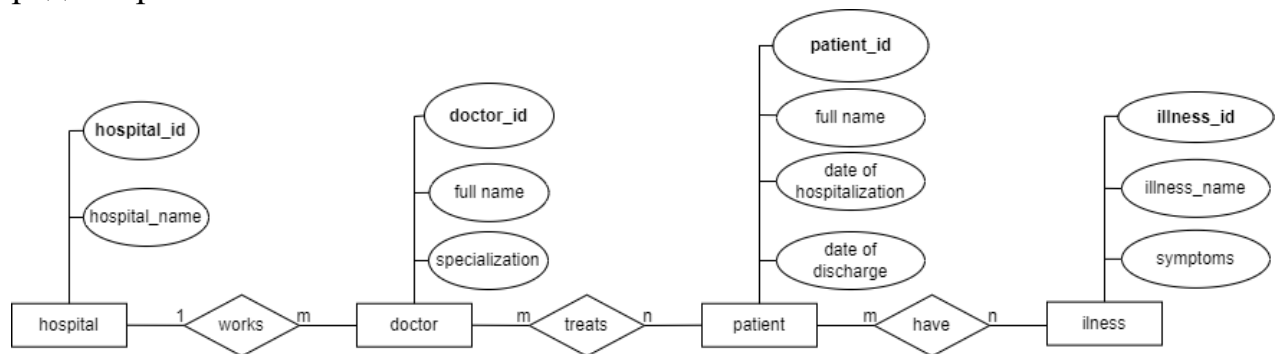 patient_id
hospital_id
doctor_id
full name
illness_id
full name
date of
hospitalization
illness_name
hospital_name
specialization
date of
discharge
symptoms
hospital
1
works
m
doctor
m
treats
n
patient
m
have
n
ilness